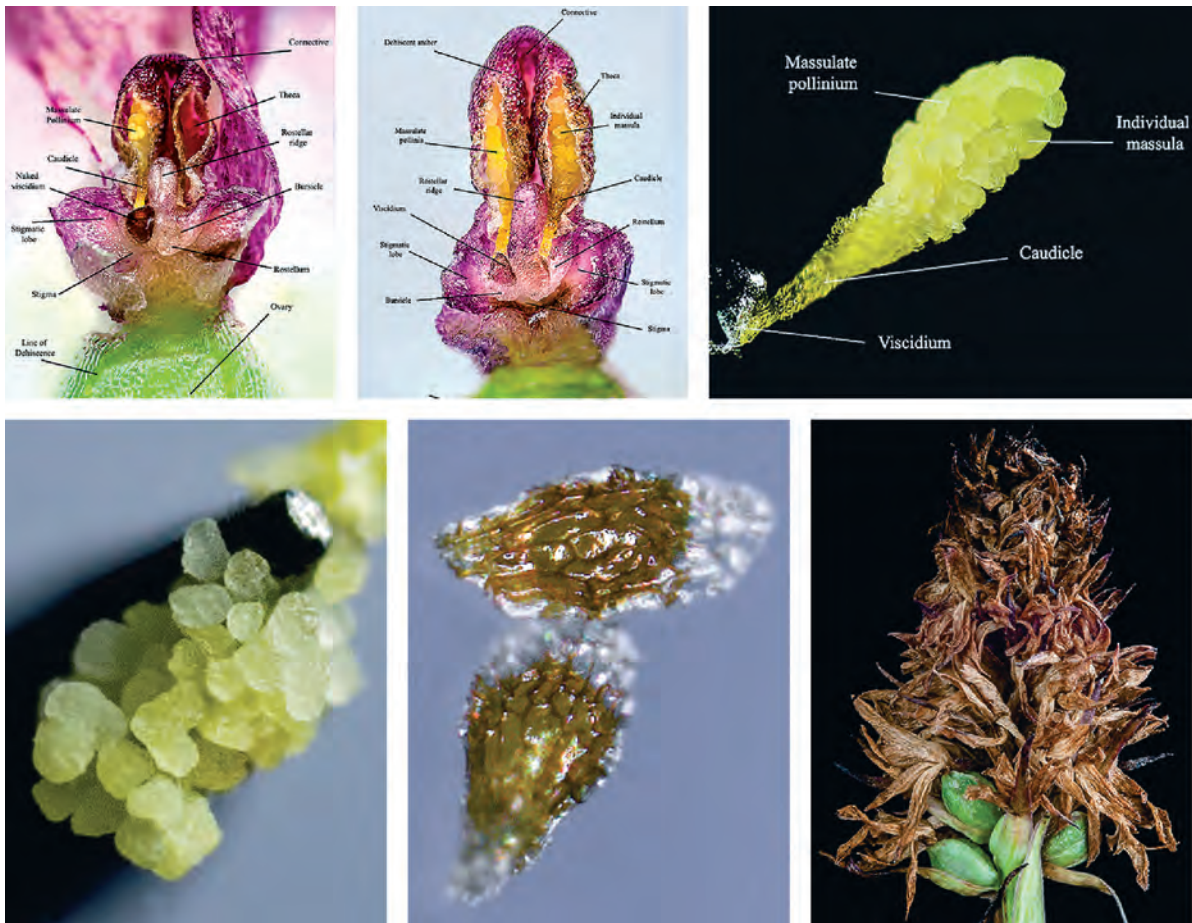 Connective
Massulate
Pollinium
Theca
Rostellar
ridge
Caudicle
Naked
viscidium
Bursicle
Stigmatic
lobe
Rostellum
Stigma
Ovary
Line of
Dehiscence
Connective
Dehiscent anther
Theca
Massulate
pollinia
Individual
massula
Rostellar
ridge
Caudicle
Viscidium
Rostellum
Stigmatic
lobe
Stigmatic
lobe
Bursicle
Stigma
Massulate
pollinium
Individual
massula
Caudicle
Viscidium